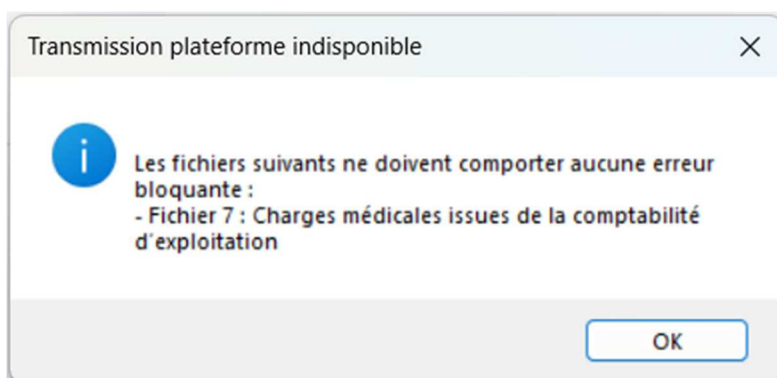 Transmission plateforme indisponible
i
Les fichiers suivants ne doivent comporter aucune erreur
bloquante :
- Fichier 7 : Charges médicales issues de la comptabilité
d'exploitation
OK